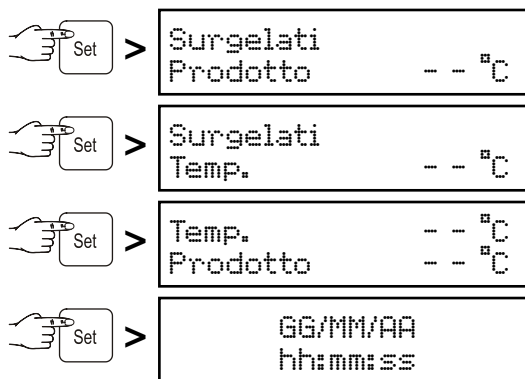 Set > Surgelati
Prodotto -- °C
Set > Surgelati
Temp. -- °C
Set > Temp. -- °C
Prodotto -- °C
Set > GG/MM/AA
hh:mm:ss